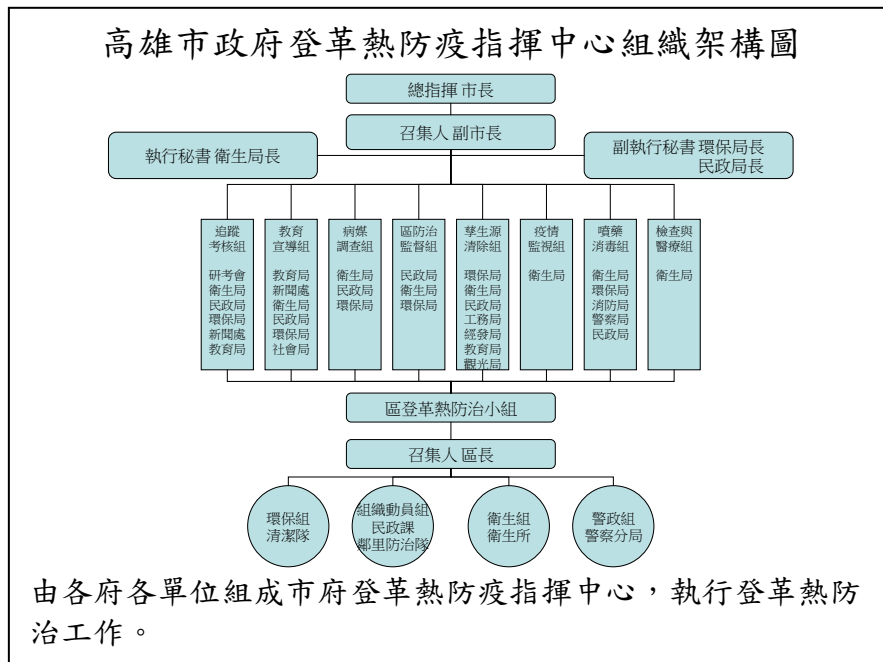 高雄市政府登革熱防疫指揮中心組織架構圖
總指揮 市長
召集人 副市長
執行秘書 衛生局長
副執行秘書 環保局長
民政局長
追蹤
考核組
研考會
衛生局
民政局
環保局
新聞處
教育局
教育
宣導組
教育局
新聞處
衛生局
民政局
環保局
社會局
病媒
調查組
衛生局
民政局
環保局
區防治
監督組
民政局
衛生局
環保局
孳生源
清除組
環保局
衛生局
民政局
工務局
經發局
教育局
觀光局
疫情
監視組
衛生局
噴藥
消毒組
衛生局
環保局
消防局
警察局
民政局
檢查與
醫療組
衛生局
區登革熱防治小組
召集人 區長
環保組
清潔隊
組織動員組
民政課
鄰里防治隊
衛生組
衛生所
警政組
警察分局
由各府各單位組成市府登革熱防疫指揮中心，執行登革熱防
治工作。